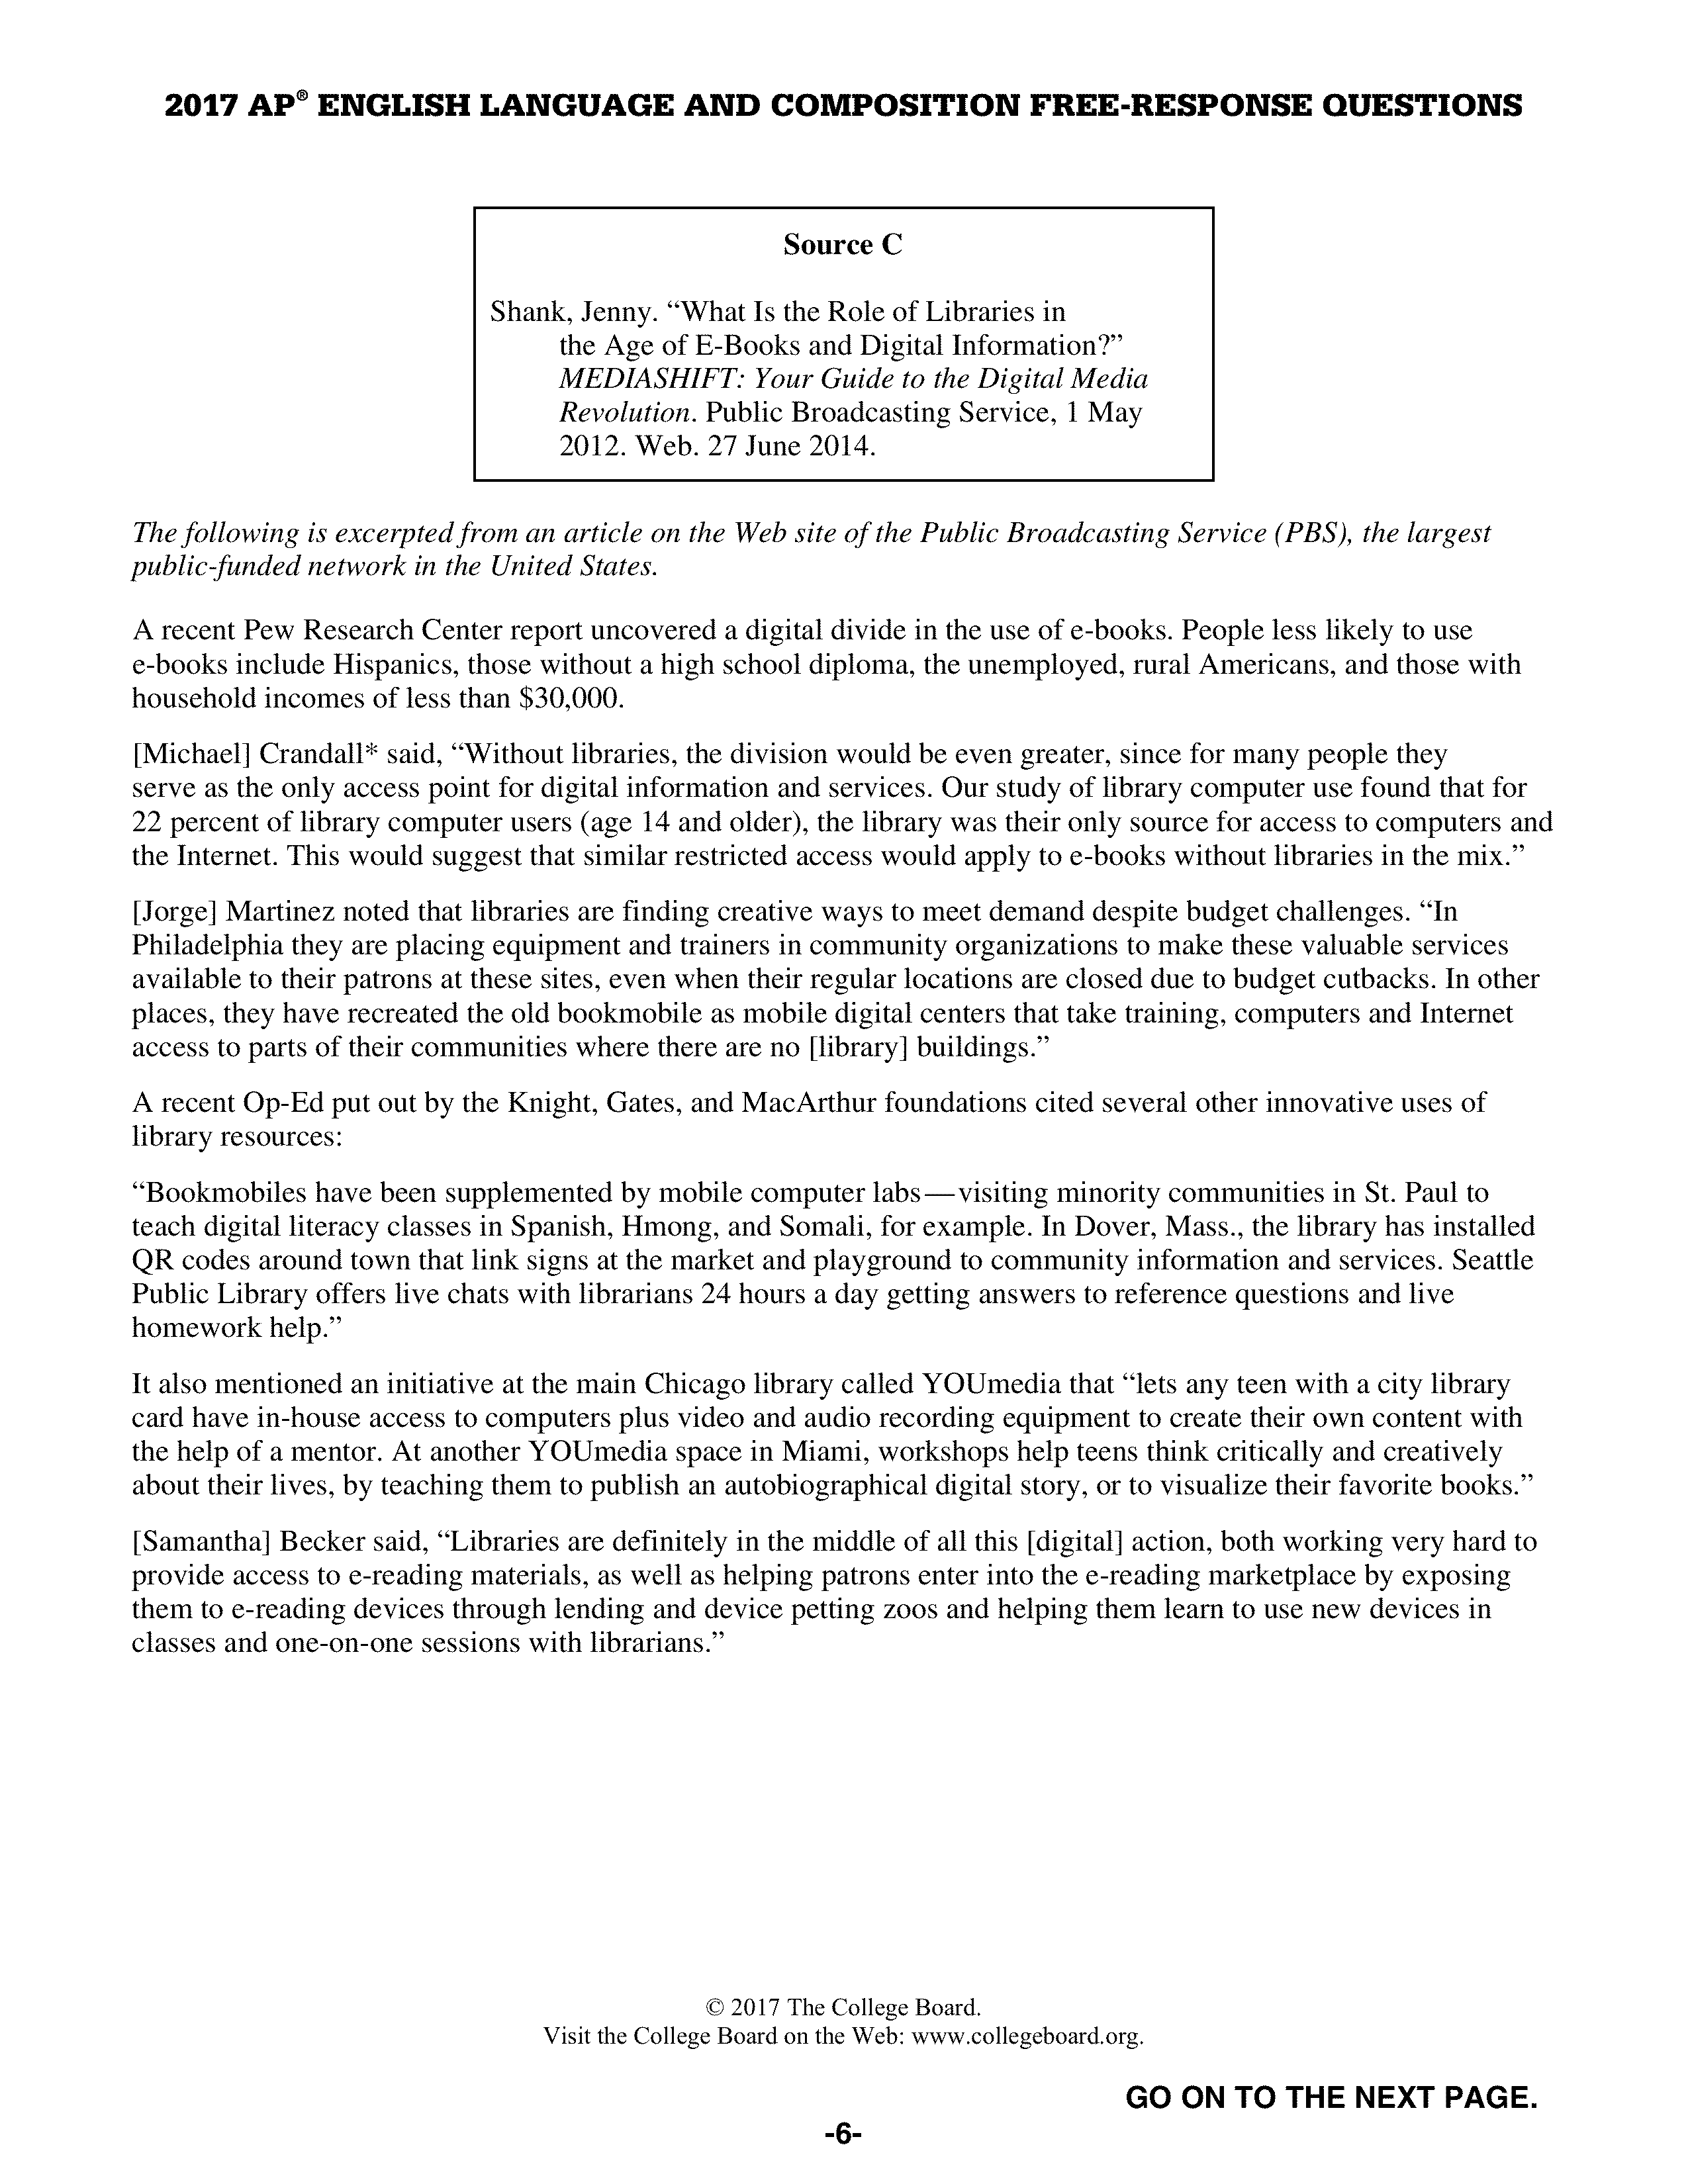 2017 AP® ENGLISH LANGUAGE AND COMPOSITION FREE-RESPONSE QUESTIONS
Source C
Shank, Jenny. “What Is the Role of Libraries in
the Age of E-Books and Digital Information?”
MEDIASHIFT: Your Guide to the Digital Media
Revolution. Public Broadcasting Service, 1 May
2012. Web. 27 June 2014.
The following is excerpted from an article on the Web site of the Public Broadcasting Service (PBS), the largest
public-funded network in the United States.
A recent Pew Research Center report uncovered a digital divide in the use of e-books. People less likely to use
e-books include Hispanics, those without a high school diploma, the unemployed, rural Americans, and those with
household incomes of less than $30,000.
[Michael] Crandall* said, “Without libraries, the division would be even greater, since for many people they
serve as the only access point for digital information and services. Our study of library computer use found that for
22 percent of library computer users (age 14 and older), the library was their only source for access to computers and
the Internet. This would suggest that similar restricted access would apply to e-books without libraries in the mix.”
[Jorge] Martinez noted that libraries are finding creative ways to meet demand despite budget challenges. “In
Philadelphia they are placing equipment and trainers in community organizations to make these valuable services
available to their patrons at these sites, even when their regular locations are closed due to budget cutbacks. In other
places, they have recreated the old bookmobile as mobile digital centers that take training, computers and Internet
access to parts of their communities where there are no [library] buildings.”
A recent Op-Ed put out by the Knight, Gates, and MacArthur foundations cited several other innovative uses of
library resources:
“Bookmobiles have been supplemented by mobile computer labs—visiting minority communities in St. Paul to
teach digital literacy classes in Spanish, Hmong, and Somali, for example. In Dover, Mass., the library has installed
QR codes around town that link signs at the market and playground to community information and services. Seattle
Public Library offers live chats with librarians 24 hours a day getting answers to reference questions and live
homework help.”
It also mentioned an initiative at the main Chicago library called YOUmedia that “lets any teen with a city library
card have in-house access to computers plus video and audio recording equipment to create their own content with
the help of a mentor. At another YOUmedia space in Miami, workshops help teens think critically and creatively
about their lives, by teaching them to publish an autobiographical digital story, or to visualize their favorite books.”
[Samantha] Becker said, “Libraries are definitely in the middle of all this [digital] action, both working very hard to
provide access to e-reading materials, as well as helping patrons enter into the e-reading marketplace by exposing
them to e-reading devices through lending and device petting zoos and helping them learn to use new devices in
classes and one-on-one sessions with librarians.”
© 2017 The College Board.
Visit the College Board on the Web: www.collegeboard.org.
GO ON TO THE NEXT PAGE.
-6-